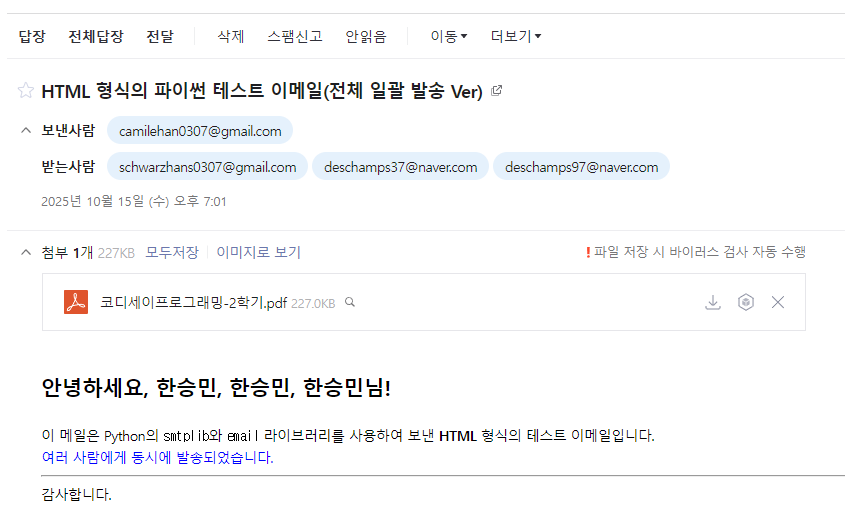 답장 전체답장 전달 삭제 스팸신고 안읽음 이동 더보기
HTML 형식의 파이썬 테스트 이메일(전체 일괄 발송 Ver)
보낸사람 camilehan0307@gmail.com
받는사람 schwarzhans0307@gmail.com deschamps37@naver.com deschamps97@naver.com
2025년 10월 15일 (수) 오후 7:01
첨부 1개 227KB 모두저장 이미지로 보기 ! 파일 저장 시 바이러스 검사 자동 수행
코디세이프로그래밍-2학기.pdf 227.0KB
안녕하세요, 한승민, 한승민, 한승민님!
이 메일은 Python의 smtplib와 email 라이브러리를 사용하여 보낸 HTML 형식의 테스트 이메일입니다.
여러 사람에게 동시에 발송되었습니다.
감사합니다.